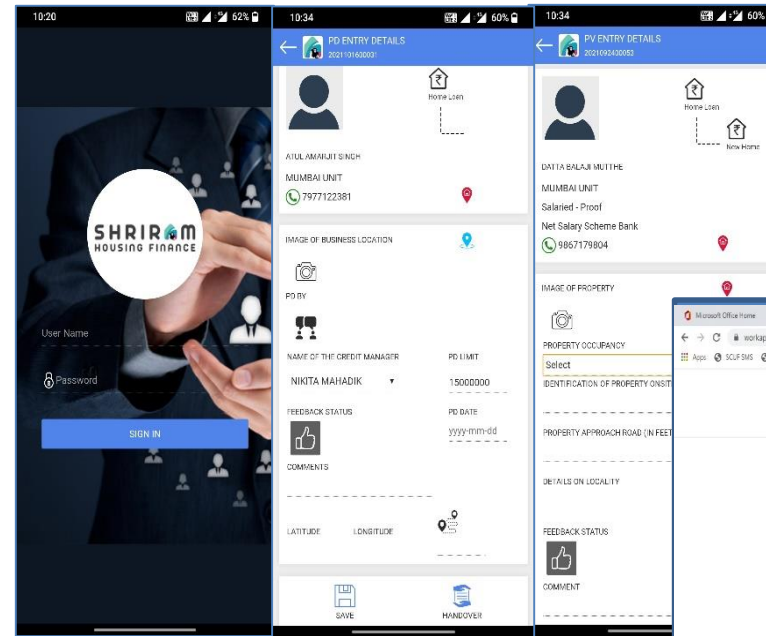 10:20
62%
SHRIRAM
HOUSING FINANCE
User Name
Password
SIGN IN
10:34
60%
PD ENTRY DETAILS
2021101600031
Home Loan
ATUL AMARJIT SINGH
MUMBAI UNIT
7977122381
IMAGE OF BUSINESS LOCATION
PD BY
NAME OF THE CREDIT MANAGER
PD LIMIT
NIKITA MAHADIK
15000000
FEEDBACK STATUS
PD DATE
yyyy-mm-dd
COMMENTS
LATITUDE
LONGITUDE
SAVE
HANDOVER
10:34
60%
PV ENTRY DETAILS
2021092400052
Home Loan
New Home
DATTA BALAJI MUTTHE
MUMBAI UNIT
Salaried - Proof
Net Salary Scheme Bank
9867179804
IMAGE OF PROPERTY
PROPERTY OCCUPANCY
Select
IDENTIFICATION OF PROPERTY ONSIT
PROPERTY APPROACH ROAD (IN FEET
DETAILS ON LOCALITY
FEEDBACK STATUS
COMMENT
Microsoft Office Home
workap
Apps
SCUF SMS